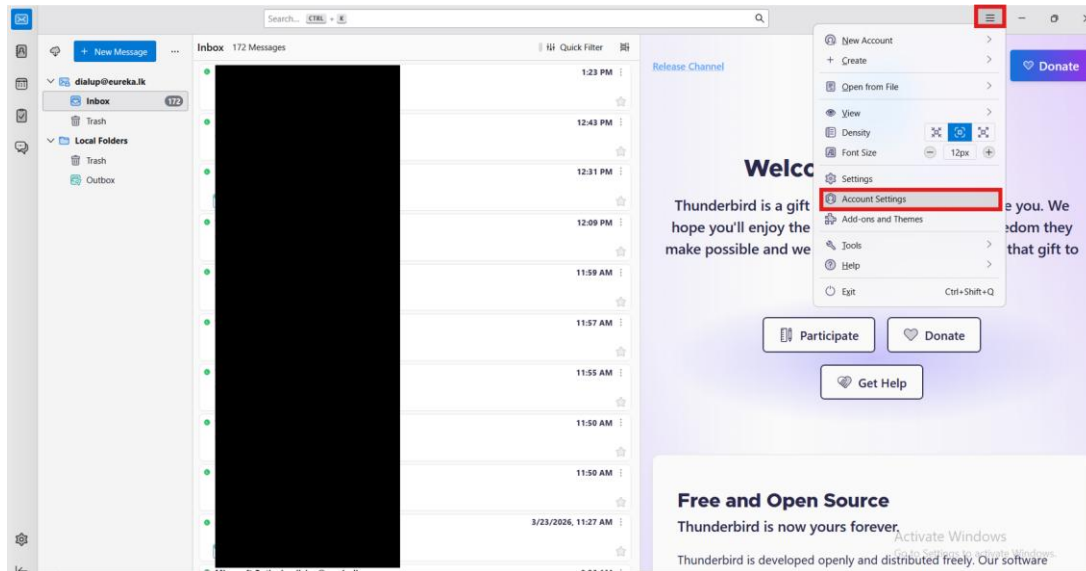 Search... CTRL + K
+ New Message ...
dialup@eureka.lk
Inbox 172
Trash
Local Folders
Trash
Outbox
Inbox 172 Messages Quick Filter
1:23 PM
12:43 PM
12:31 PM
12:09 PM
11:59 AM
11:57 AM
11:55 AM
11:50 AM
11:50 AM
3/23/2026, 11:27 AM
Release Channel
Donate
New Account
Create
Open from File
View
Density
Font Size 12px
Settings
Account Settings
Add-ons and Themes
Tools
Help
Exit Ctrl+Shift+Q
Welc
Thunderbird is a gift e you. We
hope you'll enjoy the edom they
make possible and we that gift to
Participate
Donate
Get Help
Free and Open Source
Thunderbird is now yours forever.
Activate Windows
Go to Settings to activate Windows.
Thunderbird is developed openly and distributed freely. Our software